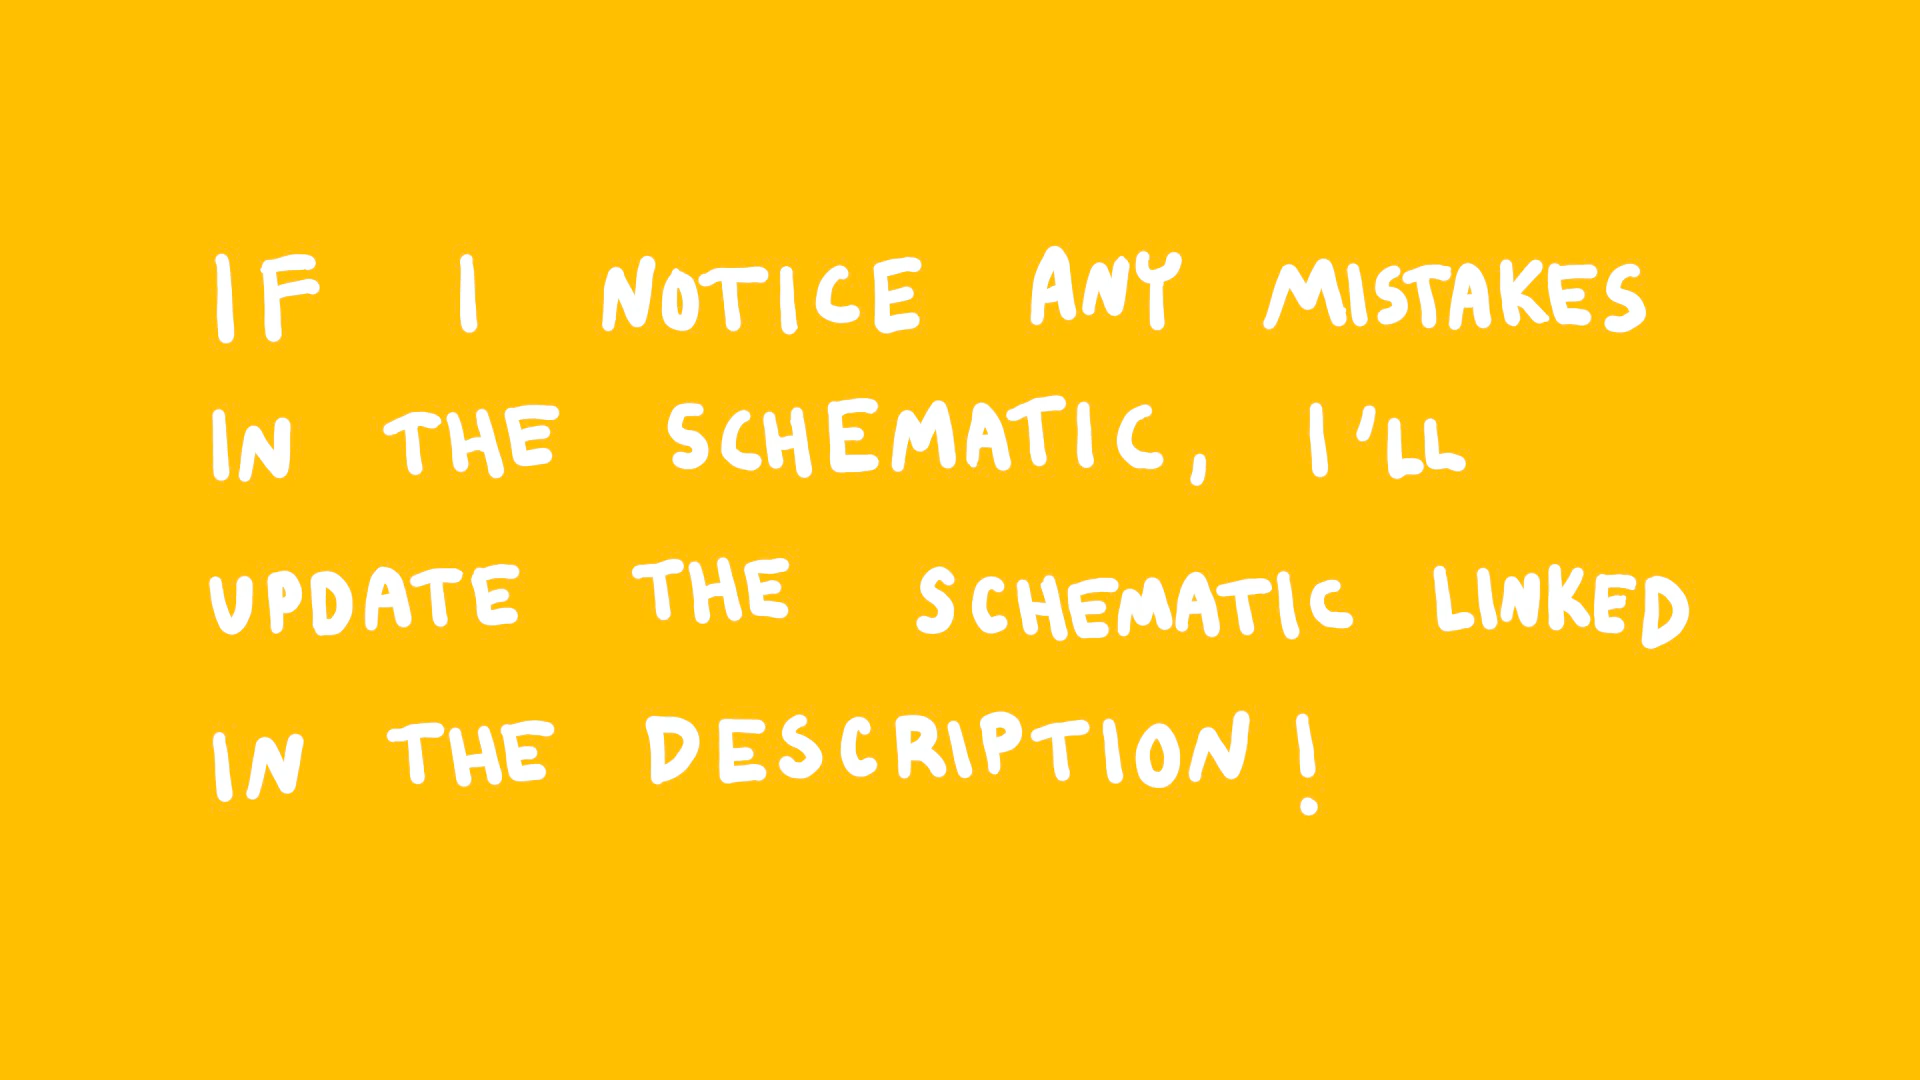 IF I NOTICE ANY MISTAKES
IN THE SCHEMATIC, I'LL
UPDATE THE SCHEMATIC LINKED
IN THE DESCRIPTION!